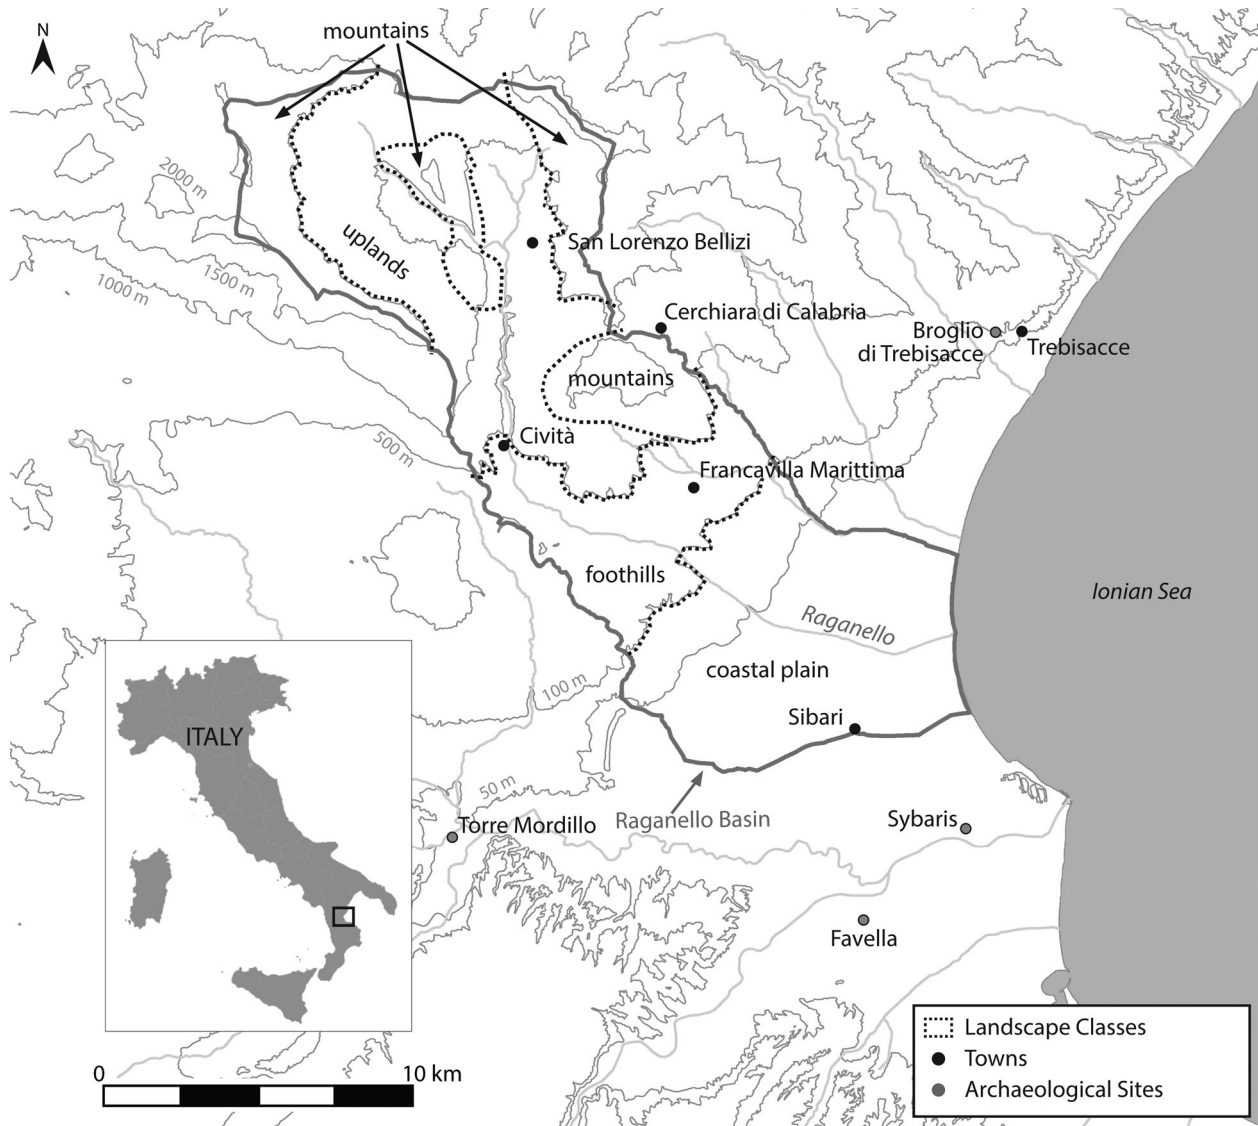 N
mountains
2000 m
uplands
San Lorenzo Bellizi
1500 m
1000 m
Cerchiara di Calabria
Broglio
di Trebisacce
Trebisacce
mountains
Cività
500 m
Francavilla Marittima
foothills
Ionian Sea
Raganello
coastal plain
100 m
Sibari
ITALY
50 m
Raganello Basin
Torre Mordillo
Sybaris
Favella
Landscape Classes
Towns
Archaeological Sites
0 10 km